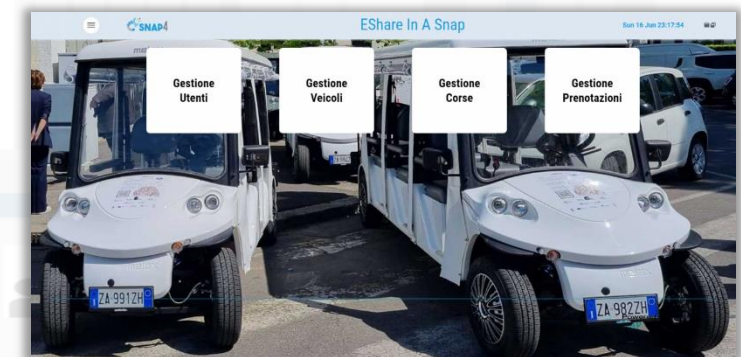 SNAP4
EShare In A Snap
Sun 16 Jun 23:17:54
Gestione
Utenti
Gestione
Veicoli
Gestione
Corse
Gestione
Prenotazioni
ZA 991ZH
ZA 982ZH